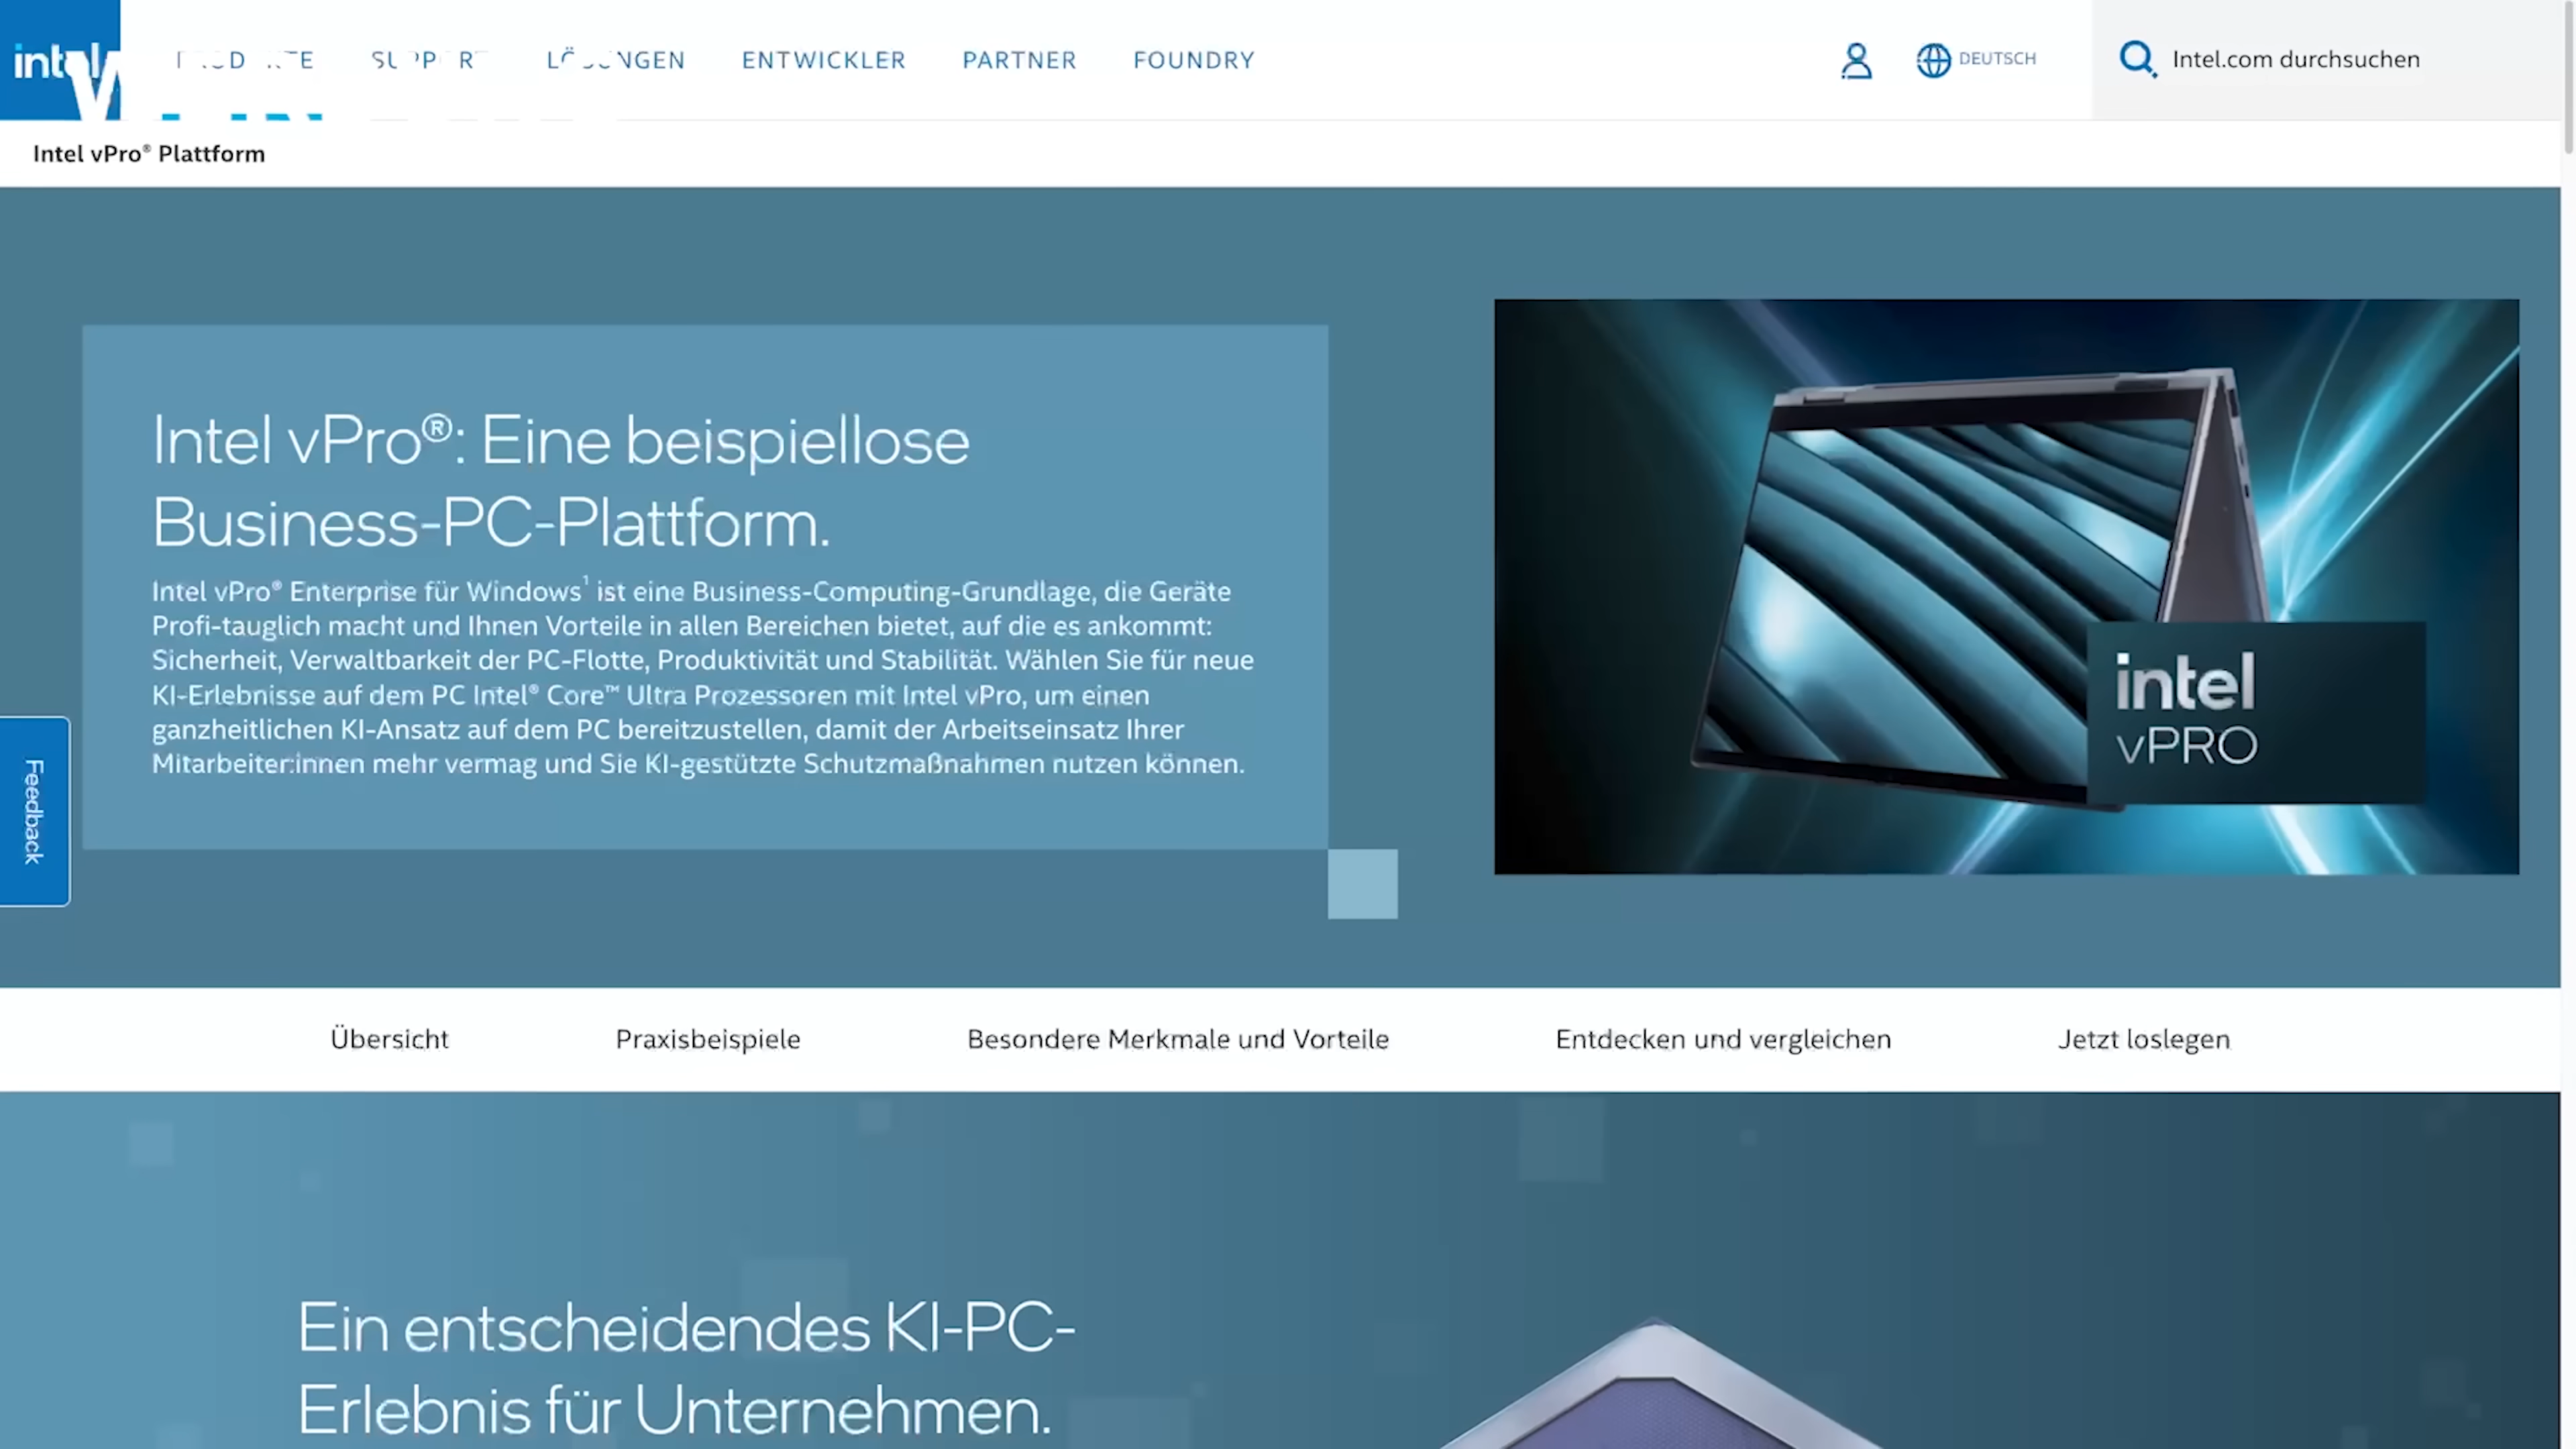 ENTWICKLER
PARTNER
FOUNDRY
DEUTSCH
Intel.com durchsuchen
Intel vPro® Plattform
Intel vPro®: Eine beispiellose
Business-PC-Plattform.
Intel vPro® Enterprise für Windows¹ ist eine Business-Computing-Grundlage, die Geräte
Profi-tauglich macht und Ihnen Vorteile in allen Bereichen bietet, auf die es ankommt:
Sicherheit, Verwaltbarkeit der PC-Flotte, Produktivität und Stabilität. Wählen Sie für neue
KI-Erlebnisse auf dem PC Intel® Core™ Ultra Prozessoren mit Intel vPro, um einen
ganzheitlichen KI-Ansatz auf dem PC bereitzustellen, damit der Arbeitseinsatz Ihrer
Mitarbeiter:innen mehr vermag und Sie KI-gestützte Schutzmaßnahmen nutzen können.
intel
vPRO
Feedback
Übersicht
Praxisbeispiele
Besondere Merkmale und Vorteile
Entdecken und vergleichen
Jetzt loslegen
Ein entscheidendes KI-PC-
Erlebnis für Unternehmen.